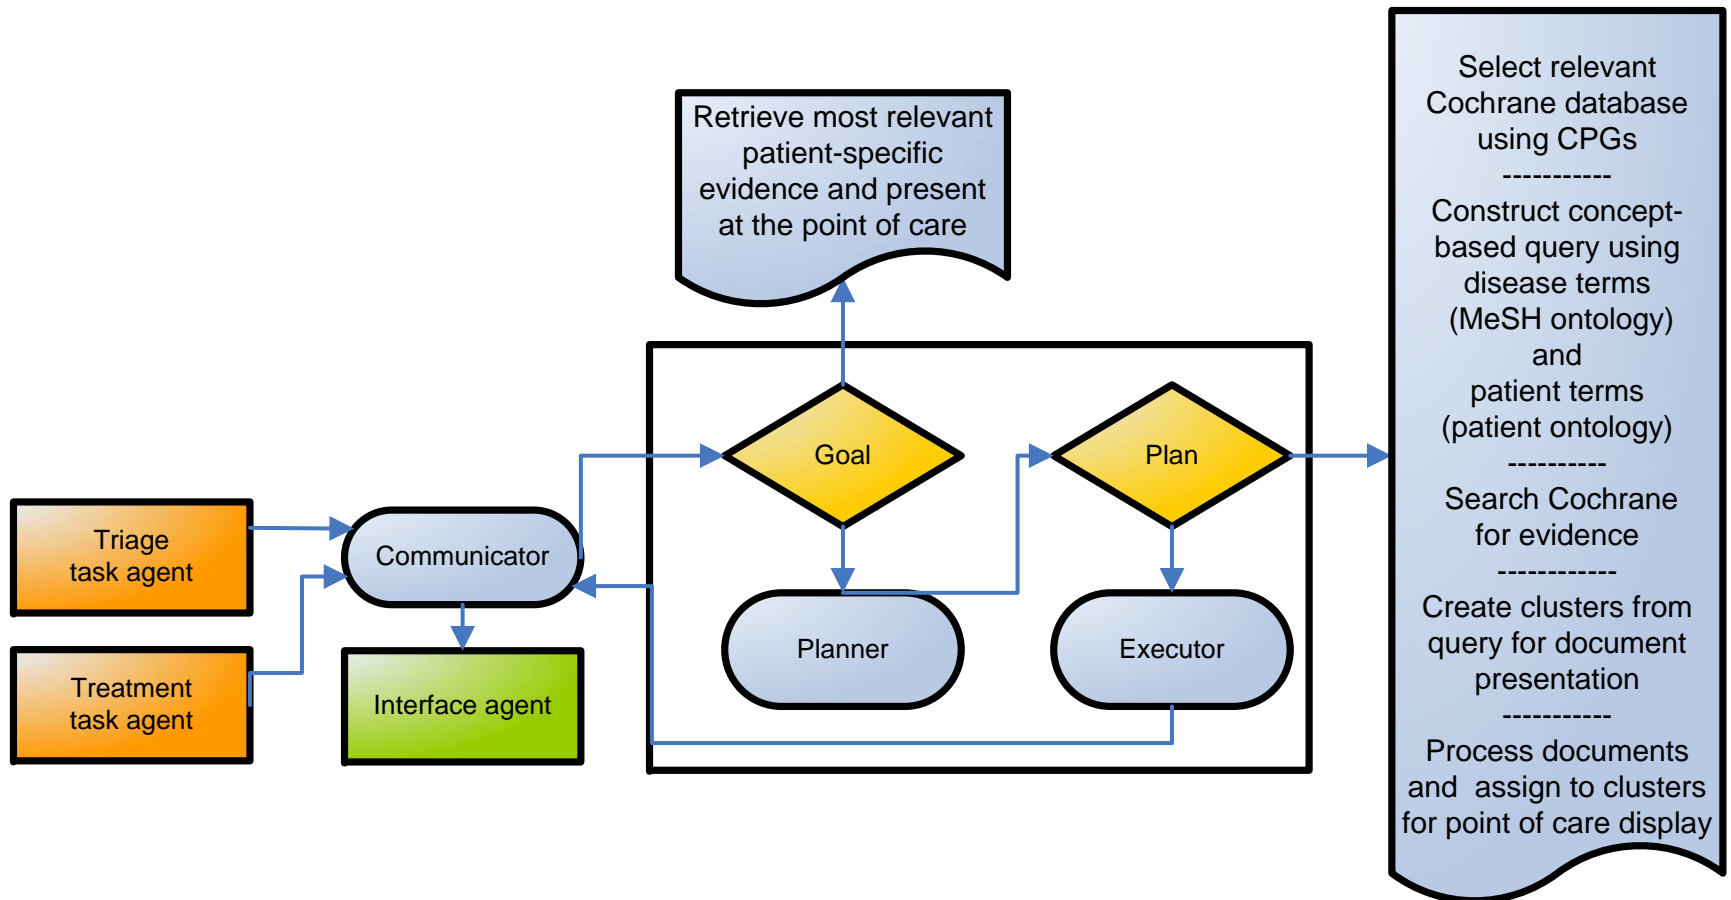 Triage
task agent
Treatment
task agent
Communicator
Interface agent
Retrieve most relevant
patient-specific
evidence and present
at the point of care
Goal
Plan
Planner
Executor
Select relevant
Cochrane database
using CPGs
-----------
Construct concept-
based query using
disease terms
(MeSH ontology)
and
patient terms
(patient ontology)
----------
Search Cochrane
for evidence
------------
Create clusters from
query for document
presentation
-----------
Process documents
and  assign to clusters
for point of care display